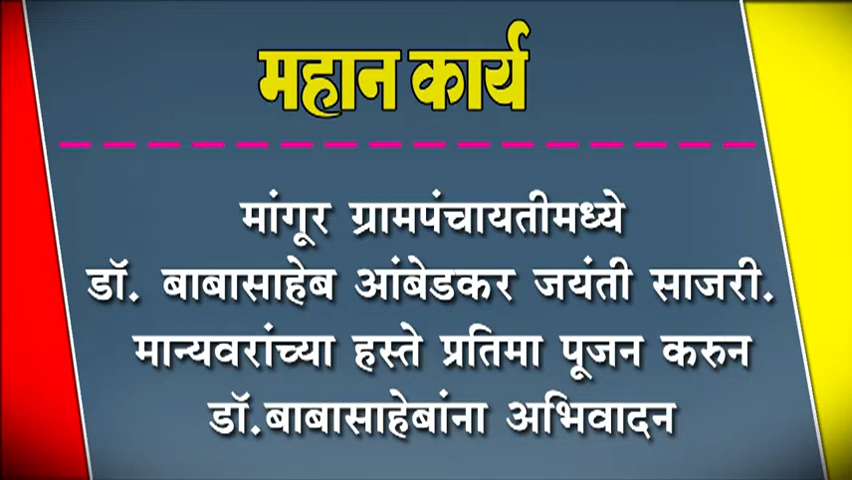 महान कार्य
मांगूर ग्रामपंचायतीमध्ये
डॉ. बाबासाहेब आंबेडकर जयंती साजरी.
मान्यवरांच्या हस्ते प्रतिमा पूजन करुन
डॉ.बाबासाहेबांना अभिवादन